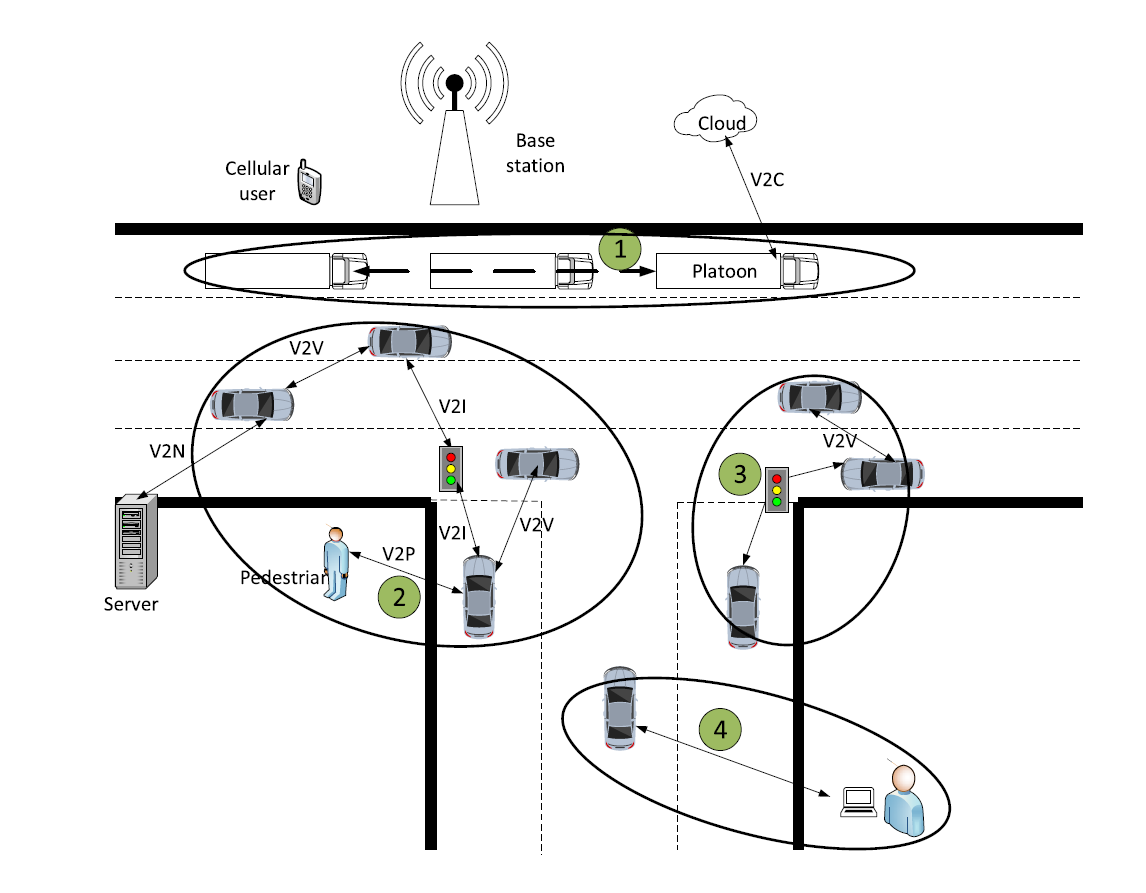 Base
station
Cloud
Cellular
user
V2C
1
Platoon
V2V
V2I
V2V
V2N
3
V2I
V2V
V2P
Pedestrian
2
Server
4